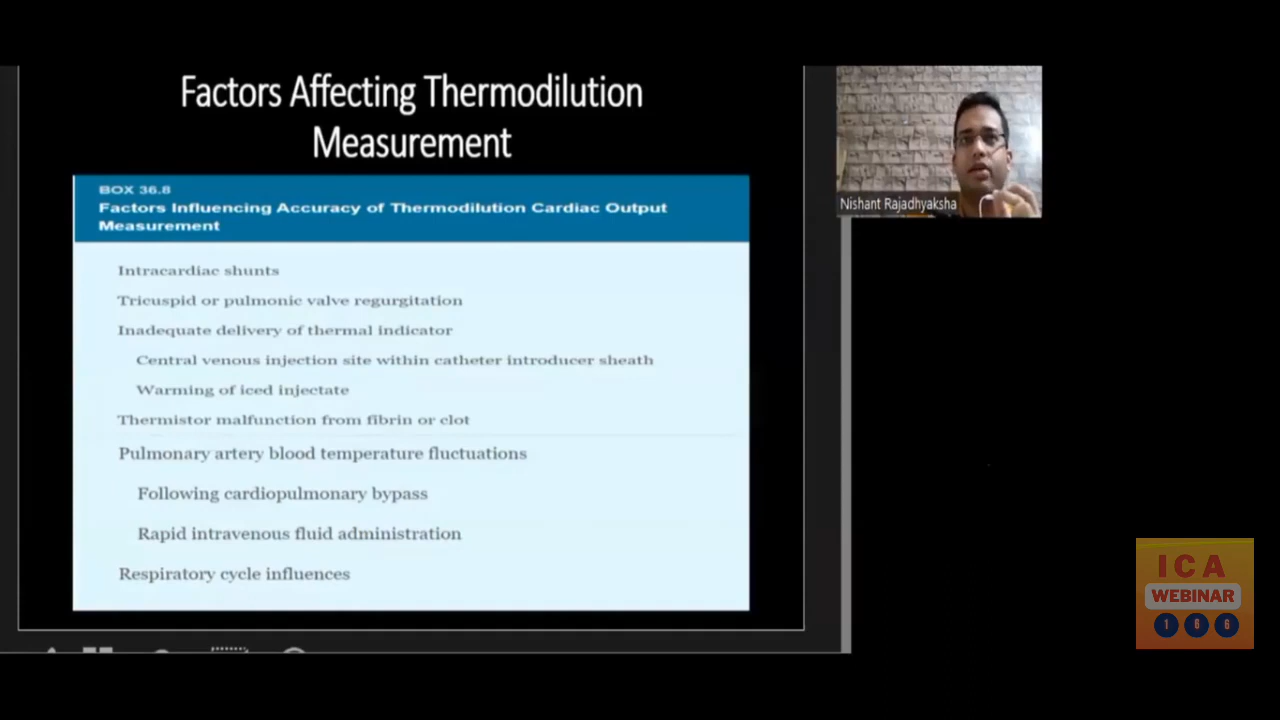 Factors Affecting Thermodilution
Measurement
BOX 36.8
Factors Influencing Accuracy of Thermodilution Cardiac Output
Measurement
Intracardiac shunts
Tricuspid or pulmonic valve regurgitation
Inadequate delivery of thermal indicator
Central venous injection site within catheter introducer sheath
Warming of iced injectate
Thermistor malfunction from fibrin or clot
Pulmonary artery blood temperature fluctuations
Following cardiopulmonary bypass
Rapid intravenous fluid administration
Respiratory cycle influences
Nishant Rajadhyaksha
ICA
WEBINAR
166